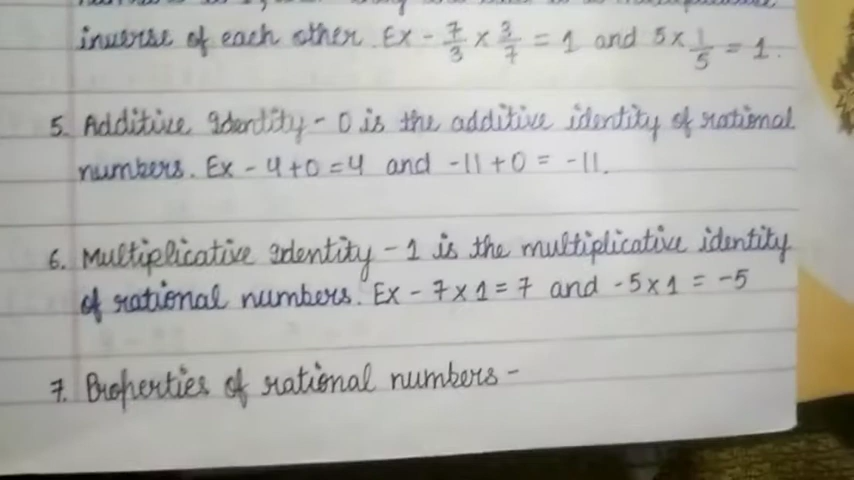 inverse of each other. Ex - 7/3 × 3/7 = 1 and 5 × 1/5 = 1.
5. Additive Identity - 0 is the additive identity of rational
numbers. Ex - 4+0=4 and -11+0 = -11.
6. Multiplicative Identity - 1 is the multiplicative identity
of rational numbers. Ex - 7×1=7 and -5×1 = -5
7. Properties of rational numbers -